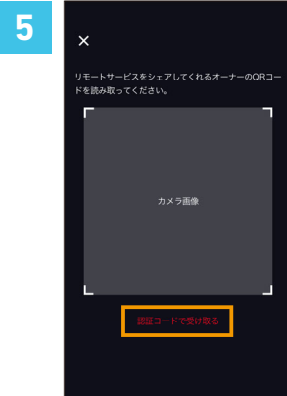 5
×
リモートサービスをシェアしてくれるオーナーのQRコー
ドを読み取ってください。
カメラ画像
認証コードで受け取る